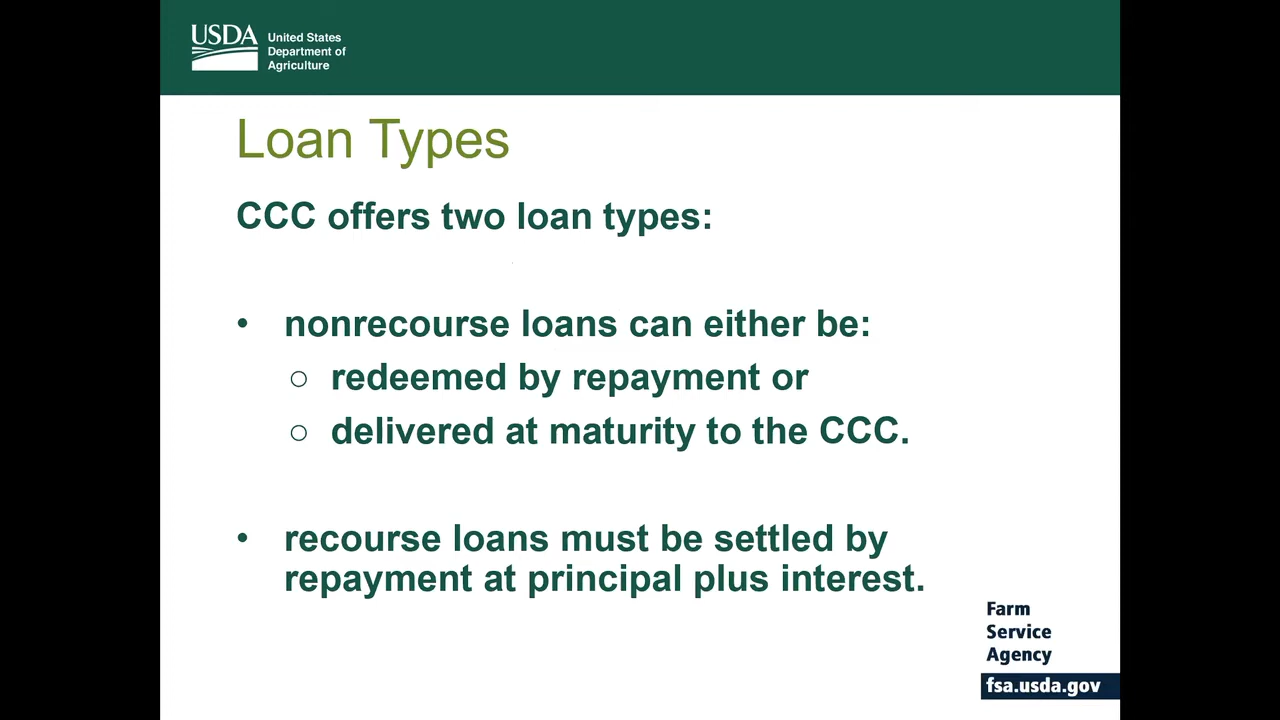 USDA
United States
Department of
Agriculture
Loan Types
CCC offers two loan types:
• nonrecourse loans can either be:
○ redeemed by repayment or
○ delivered at maturity to the CCC.
• recourse loans must be settled by
repayment at principal plus interest.
Farm
Service
Agency
fsa.usda.gov